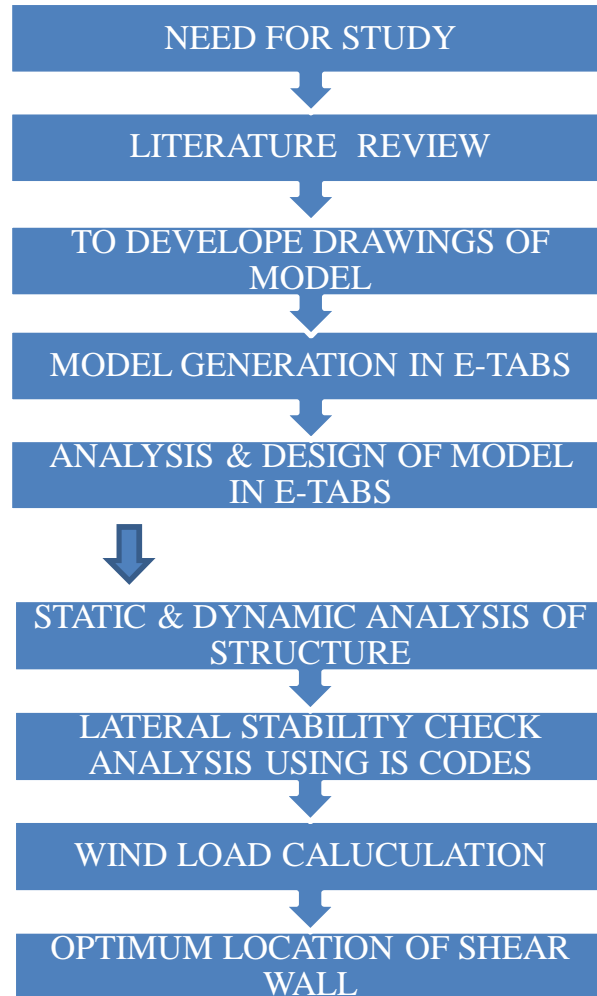 NEED FOR STUDY
LITERATURE REVIEW
TO DEVELOPE DRAWINGS OF
MODEL
MODEL GENERATION IN E-TABS
ANALYSIS & DESIGN OF MODEL
IN E-TABS
STATIC & DYNAMIC ANALYSIS OF
STRUCTURE
LATERAL STABILITY CHECK
ANALYSIS USING IS CODES
WIND LOAD CALUCULATION
OPTIMUM LOCATION OF SHEAR
WALL